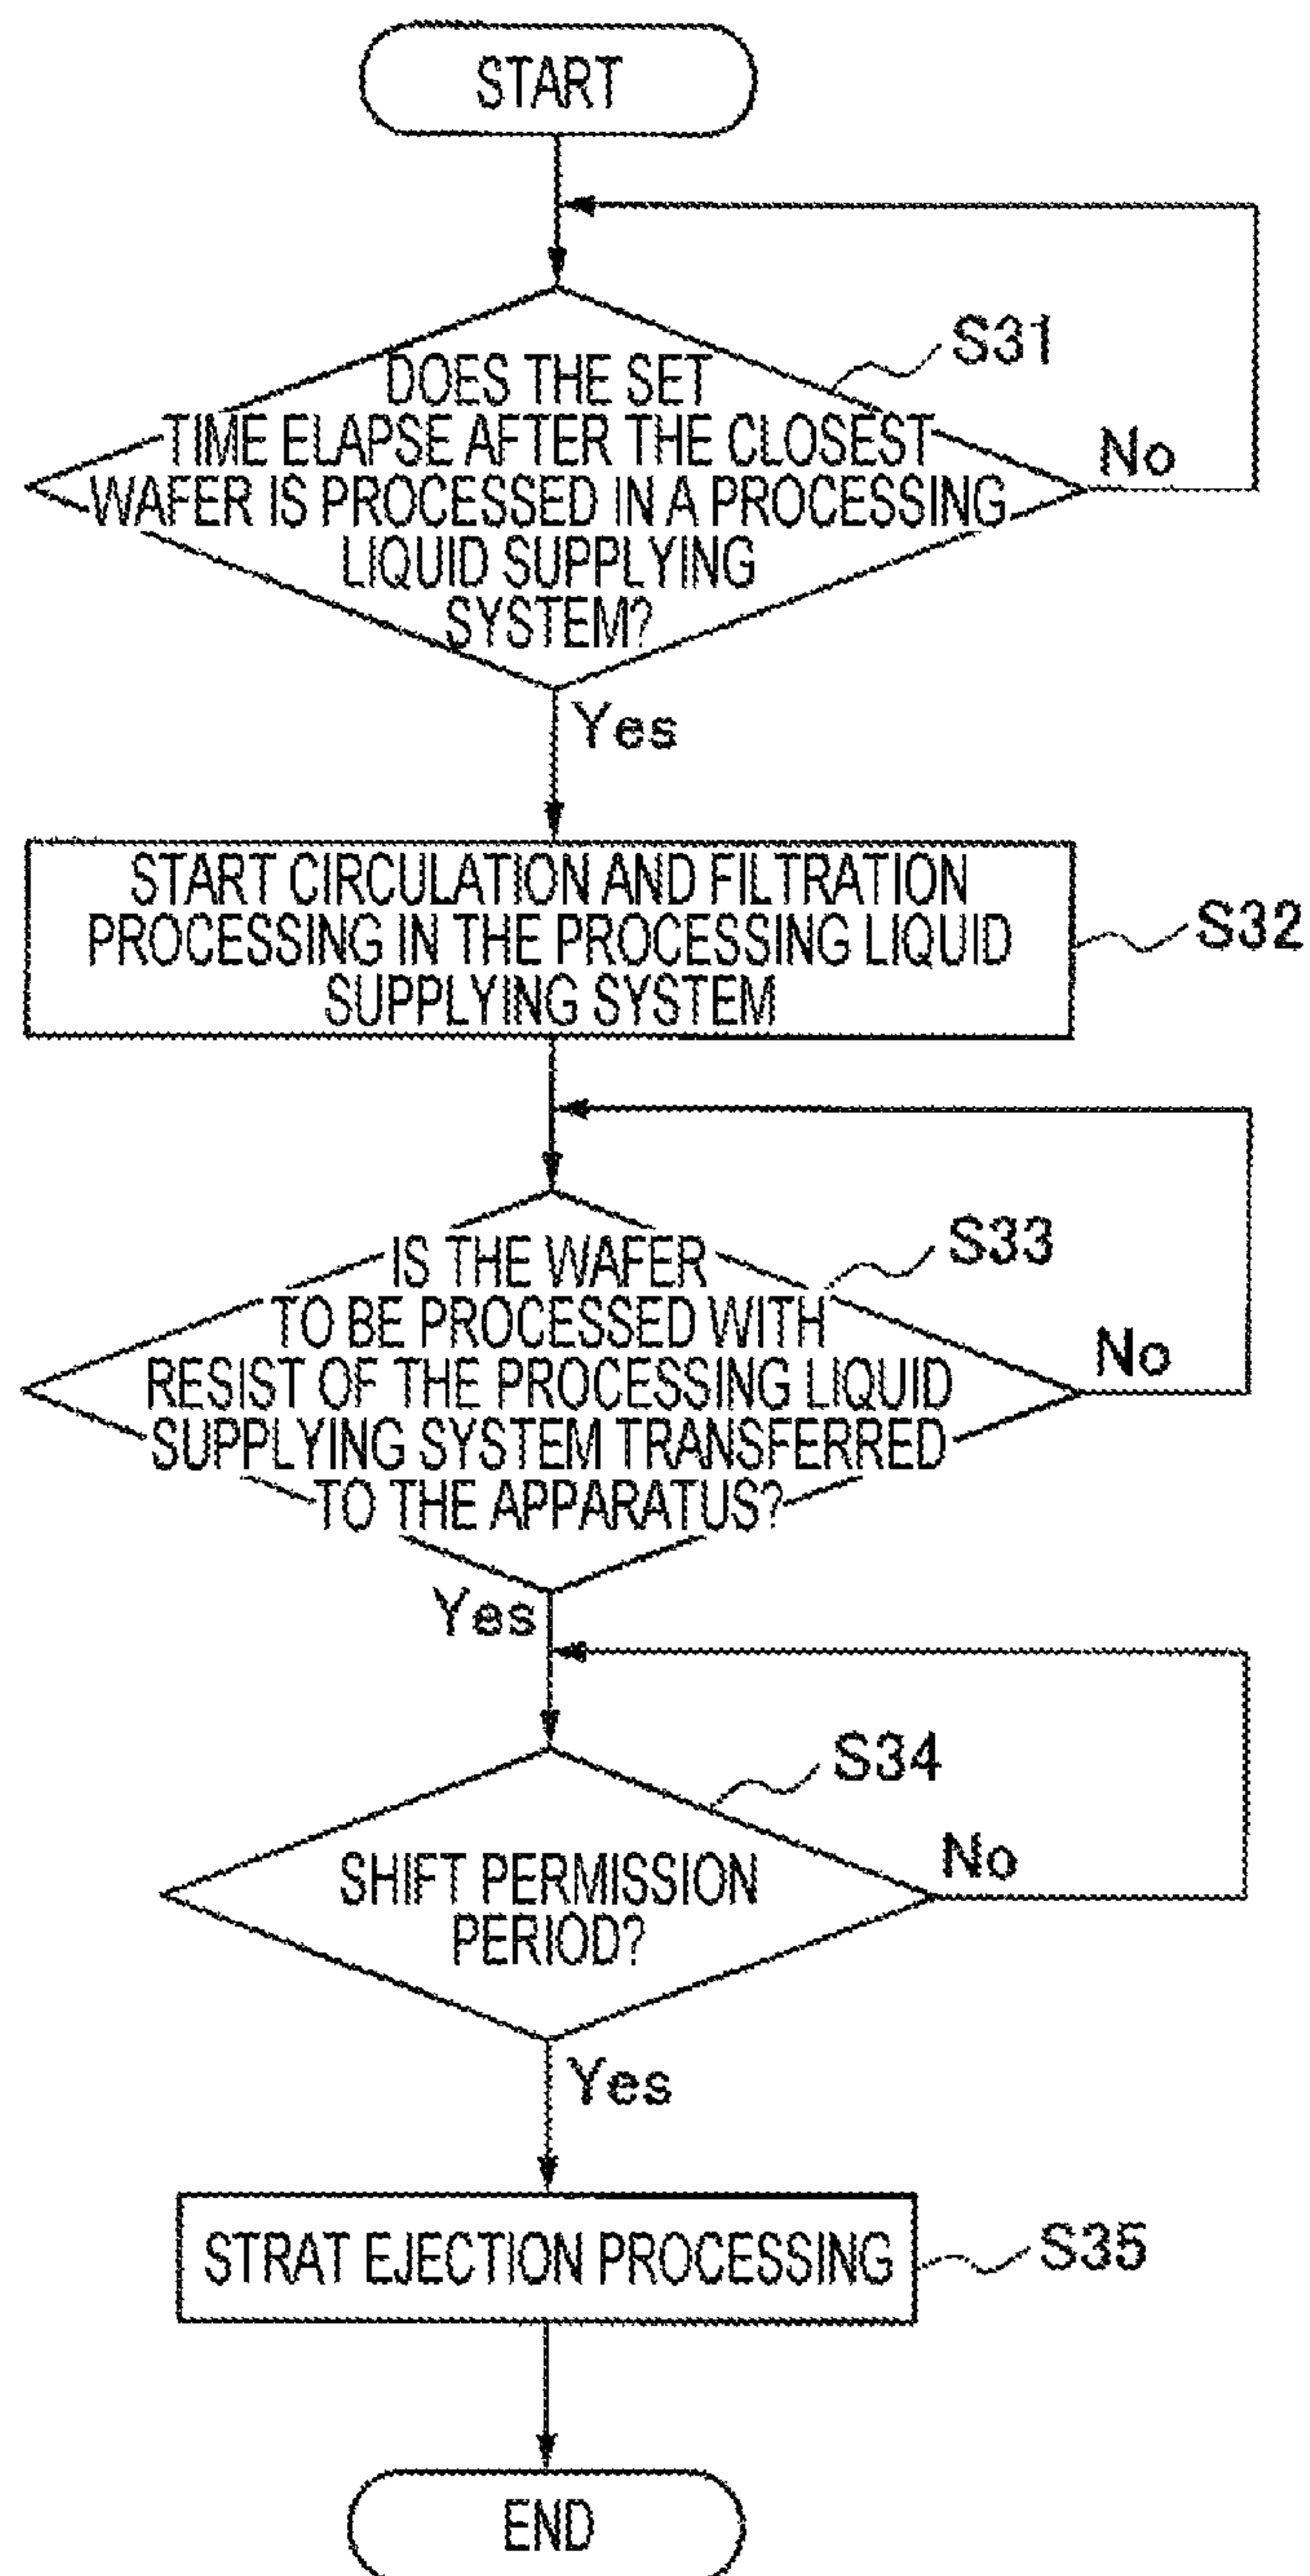 START
S31
DOES THE SET
TIME ELAPSE AFTER THE CLOSEST
WAFER IS PROCESSED IN A PROCESSING
LIQUID SUPPLYING
SYSTEM?
No
Yes
START CIRCULATION AND FILTRATION
PROCESSING IN THE PROCESSING LIQUID
SUPPLYING SYSTEM
S32
S33
IS THE WAFER
TO BE PROCESSED WITH
RESIST OF THE PROCESSING LIQUID
SUPPLYING SYSTEM TRANSFERRED
TO THE APPARATUS?
No
Yes
S34
SHIFT PERMISSION
PERIOD?
No
Yes
STRAT EJECTION PROCESSING
S35
END